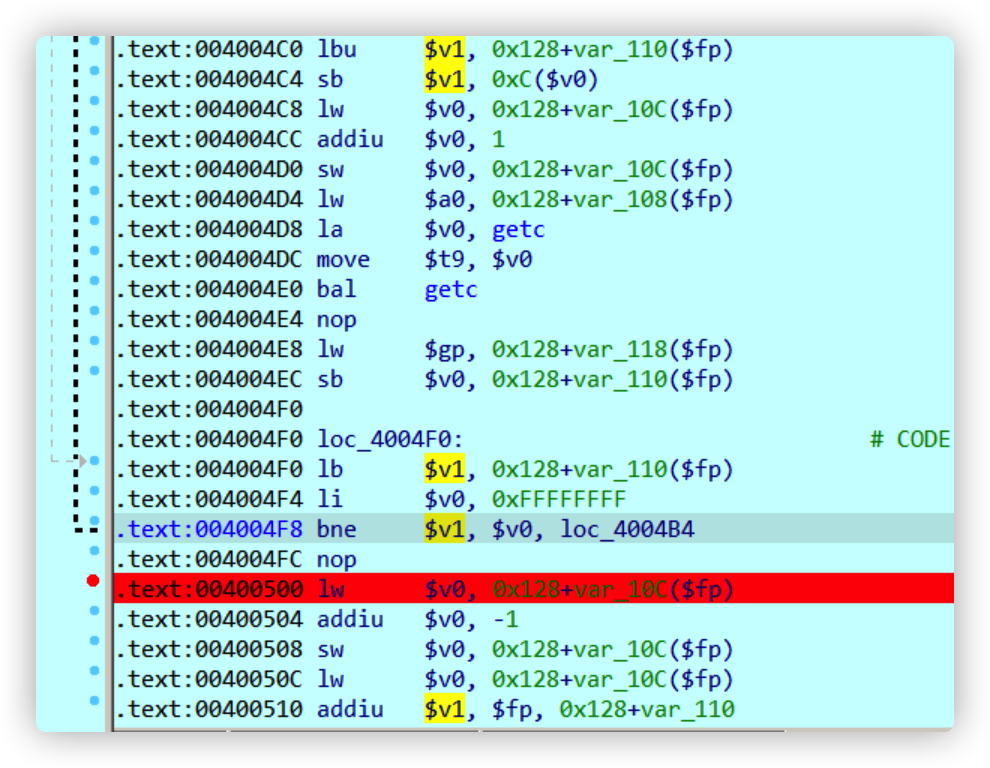 .text:004004C0 lbu $v1, 0x128+var_110($fp)
.text:004004C4 sb $v1, 0xC($v0)
.text:004004C8 lw $v0, 0x128+var_10C($fp)
.text:004004CC addiu $v0, 1
.text:004004D0 sw $v0, 0x128+var_10C($fp)
.text:004004D4 lw $a0, 0x128+var_108($fp)
.text:004004D8 la $v0, getc
.text:004004DC move $t9, $v0
.text:004004E0 bal getc
.text:004004E4 nop
.text:004004E8 lw $gp, 0x128+var_118($fp)
.text:004004EC sb $v0, 0x128+var_110($fp)
.text:004004F0
.text:004004F0 loc_4004F0: # CODE
.text:004004F0 lb $v1, 0x128+var_110($fp)
.text:004004F4 li $v0, 0xFFFFFFFF
.text:004004F8 bne $v1, $v0, loc_4004B4
.text:004004FC nop
.text:00400500 lw $v0, 0x128+var_10C($fp)
.text:00400504 addiu $v0, -1
.text:00400508 sw $v0, 0x128+var_10C($fp)
.text:0040050C lw $v0, 0x128+var_10C($fp)
.text:00400510 addiu $v1, $fp, 0x128+var_110